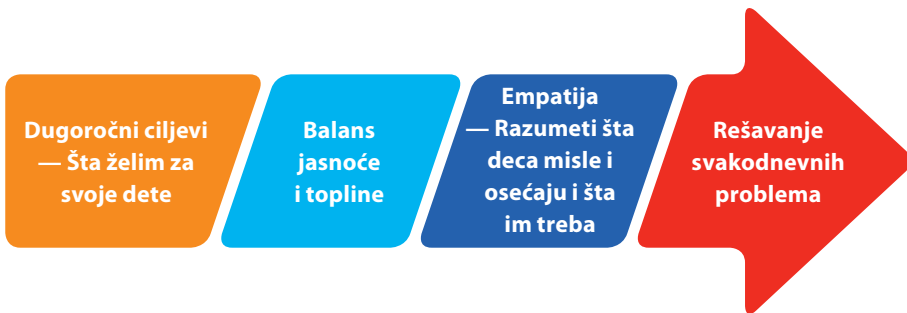 Dugoročni ciljevi
— Šta želim za
svoje dete
Balans
jasnoće
i topline
Empatija
— Razumeti šta
deca misle i
osećaju i šta
im treba
Rešavanje
svakodnevnih
problema